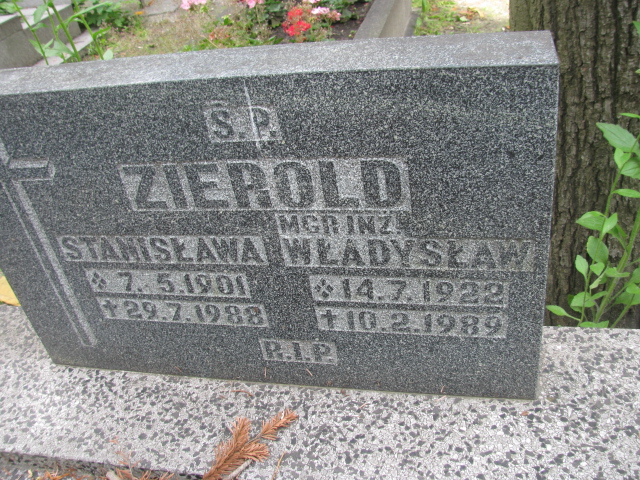 Ś.P.
ZIEROLD
STANISŁAWA
✥ 7.5.1901
✝29.7.1988
MGR INŻ.
WŁADYSŁAW
✥14.7.1922
✝10.2.1989
R.I.P.